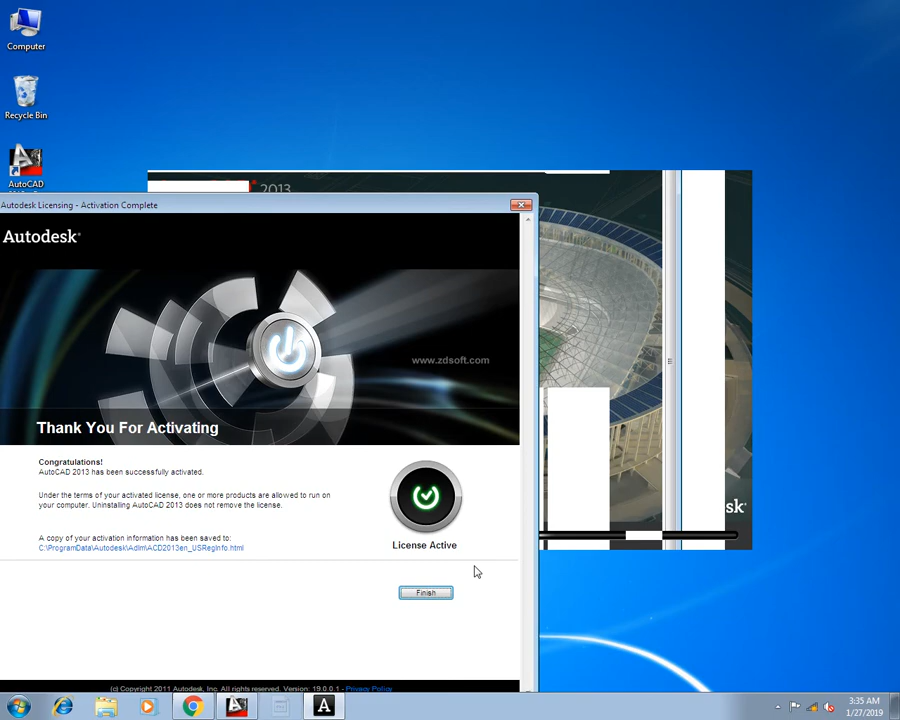 Computer
Recycle Bin
AutoCAD
2013
Autodesk Licensing - Activation Complete
Autodesk®
www.zdsoft.com
Thank You For Activating
Congratulations!
AutoCAD 2013 has been successfully activated.
Under the terms of your activated license, one or more products are allowed to run on
your computer. Uninstalling AutoCAD 2013 does not remove the license.
A copy of your activation information has been saved to:
C:\ProgramData\Autodesk\Adlm\ACD2013en_USRegInfo.html
License Active
sk®
Finish
(c) Copyright 2011 Autodesk, Inc. All rights reserved. Version: 19.0.0.1 - Privacy Policy
3:35 AM
1/27/2019